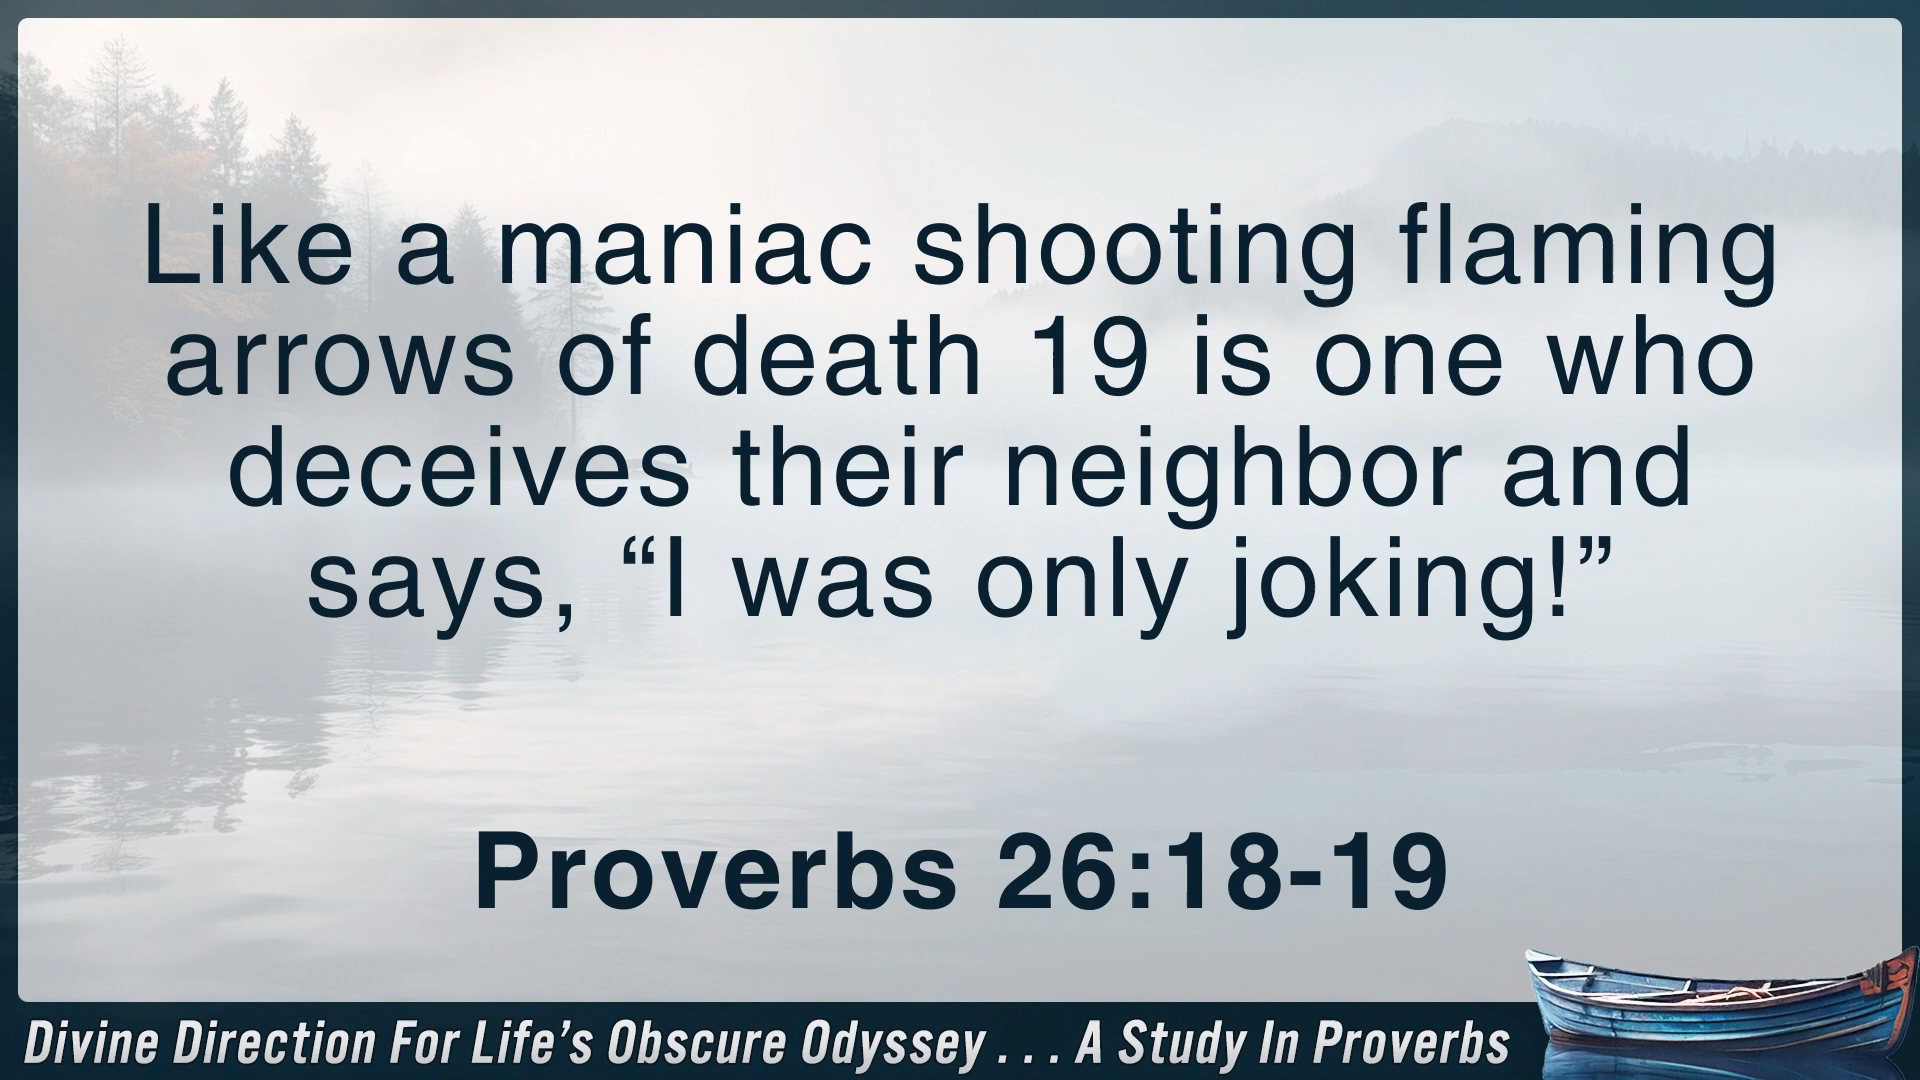 Like a maniac shooting flaming
arrows of death 19 is one who
deceives their neighbor and
says, “I was only joking!”
Proverbs 26:18-19
Divine Direction For Life’s Obscure Odyssey . . . A Study In Proverbs